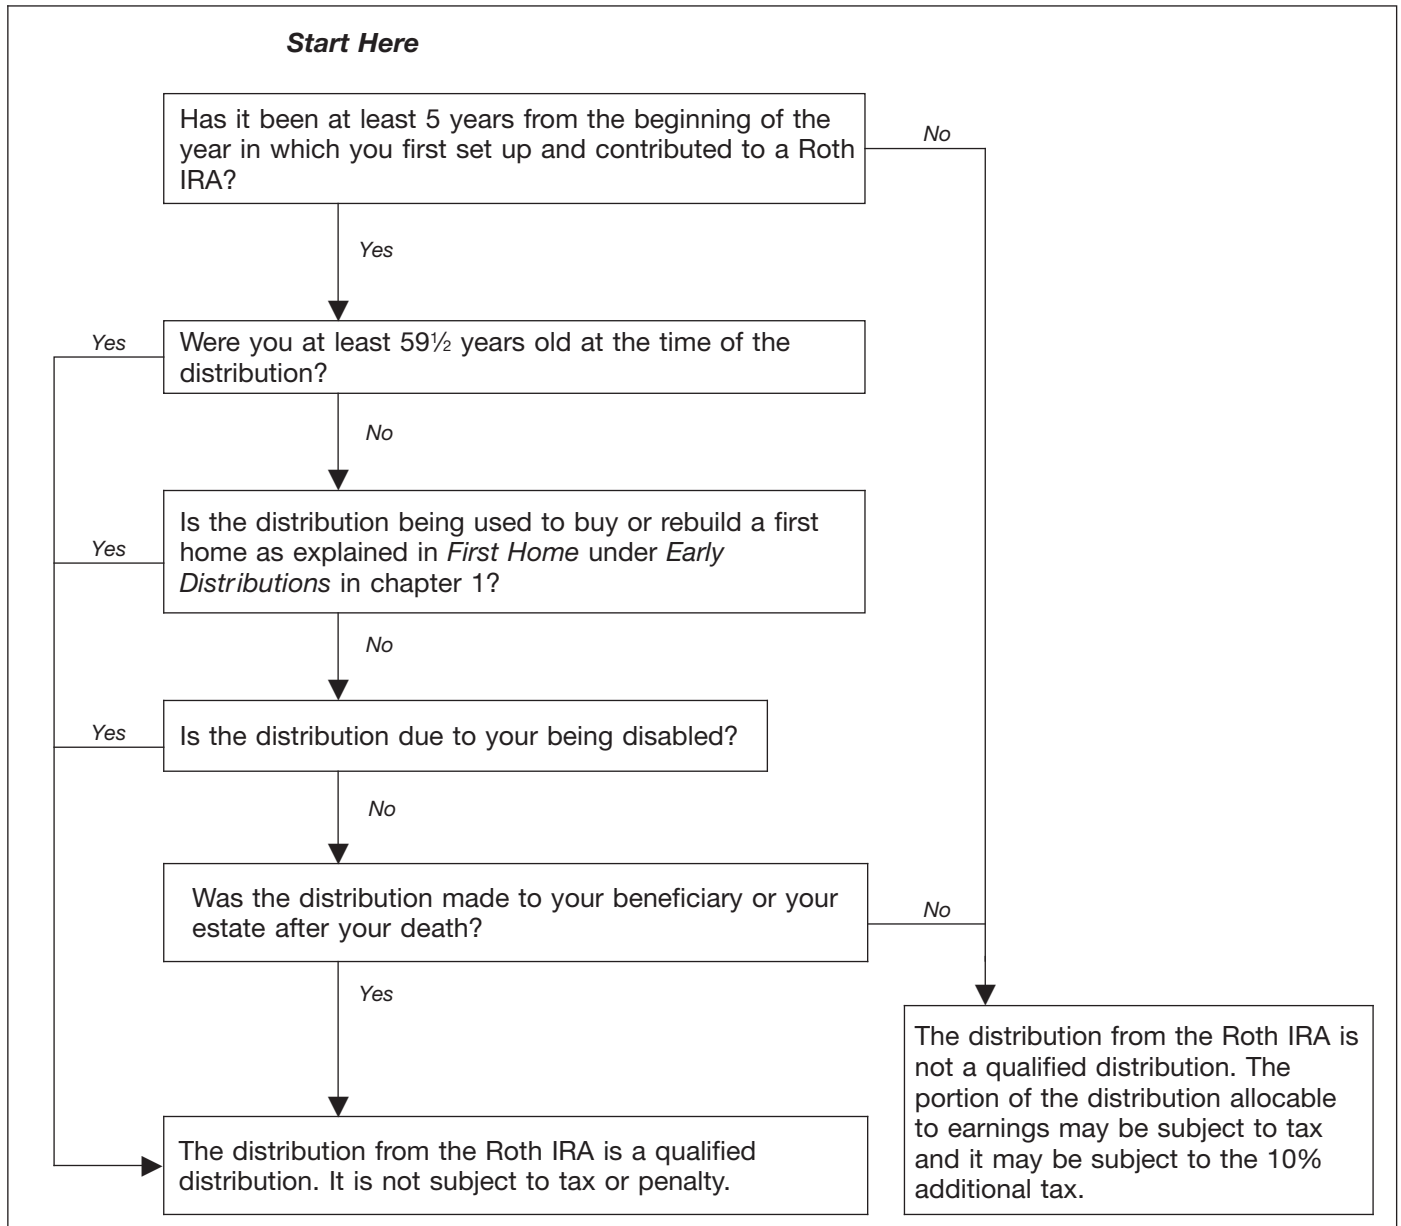 Start Here
Has it been at least 5 years from the beginning of the
year in which you first set up and contributed to a Roth
IRA?
No
Yes
Yes
Were you at least 59½ years old at the time of the
distribution?
No
Yes
Is the distribution being used to buy or rebuild a first
home as explained in First Home under Early
Distributions in chapter 1?
No
Yes
Is the distribution due to your being disabled?
No
Was the distribution made to your beneficiary or your
estate after your death?
No
Yes
The distribution from the Roth IRA is a qualified
distribution. It is not subject to tax or penalty.
The distribution from the Roth IRA is
not a qualified distribution. The
portion of the distribution allocable
to earnings may be subject to tax
and it may be subject to the 10%
additional tax.